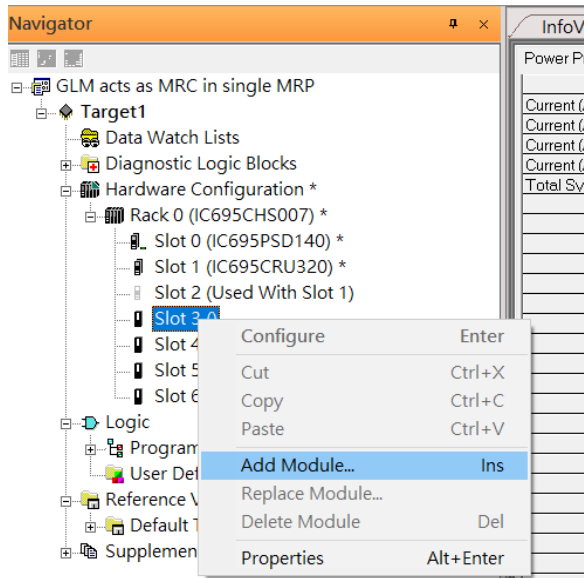 Navigator
InfoV
GLM acts as MRC in single MRP
Power P
Target1
Current (
Data Watch Lists
Current (
Diagnostic Logic Blocks
Current (
Current (
Hardware Configuration *
Total Sy
Rack 0 (IC695CHS007) *
Slot 0 (IC695PSD140) *
Slot 1 (IC695CRU320) *
Slot 2 (Used With Slot 1)
Slot 3
Slot 4
Slot 5
Slot 6
Logic
Program
User Def
Reference V
Default T
Supplemen
Configure Enter
Cut Ctrl+X
Copy Ctrl+C
Paste Ctrl+V
Add Module... Ins
Replace Module...
Delete Module Del
Properties Alt+Enter